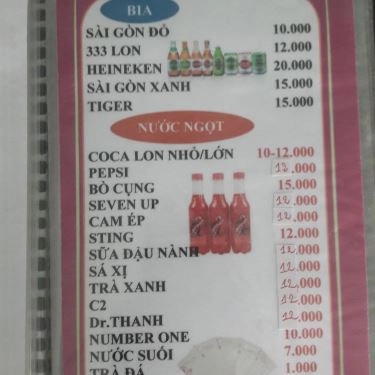 BIA
SÀI GÒN ĐỎ 10.000
333 LON 12.000
HEINEKEN 20.000
SÀI GÒN XANH 15.000
TIGER 15.000
NƯỚC NGỌT
COCA LON NHỎ/LỚN 10-12.000
PEPSI 12.000
BÒ CỤNG 15.000
SEVEN UP 12.000
CAM ÉP 12.000
STING 12.000
SỮA ĐẬU NÀNH 12.000
SÁ XỊ 12.000
TRÀ XANH 12.000
C2 12,000
Dr.THANH 12.000
NUMBER ONE 10.000
NƯỚC SUỐI 7.000
TRÀ ĐÁ 1.000